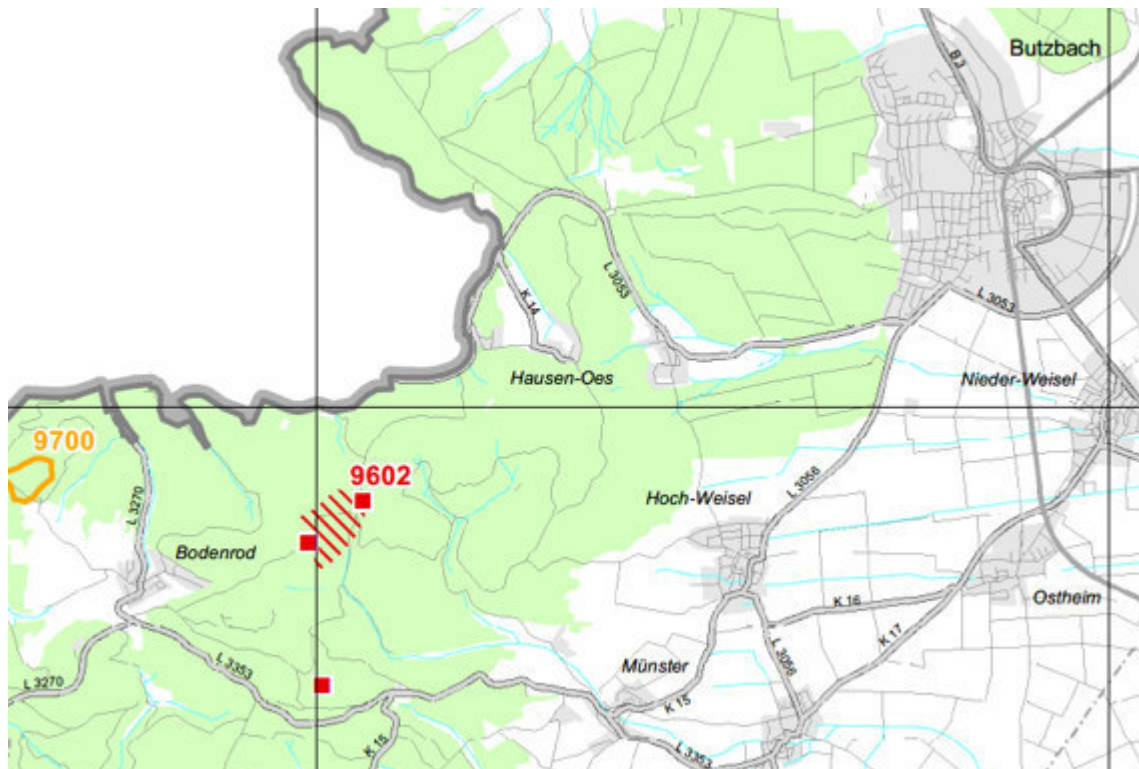 Butzbach
B 3
L 3053
K 14
L 3053
Hausen-Oes
Nieder-Weisel
9700
9602
L 3270
Hoch-Weisel
L 3056
Bodenrod
Ostheim
K 16
K 17
L 3353
L 3056
Münster
L 3270
K 15
K 15
L 3353